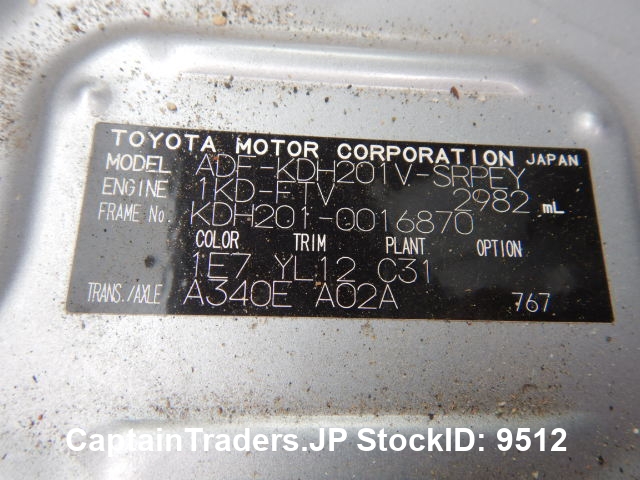 TOYOTA MOTOR CORPORATION JAPAN
MODEL ADF-KDH201V-SRPEY
ENGINE 1KD-FTV 2982 mL
FRAME No. KDH201-0016870
COLOR TRIM PLANT OPTION
1E7 YL12 C31
TRANS./AXLE A340E A02A 767
CaptainTraders.JP StockID: 9512